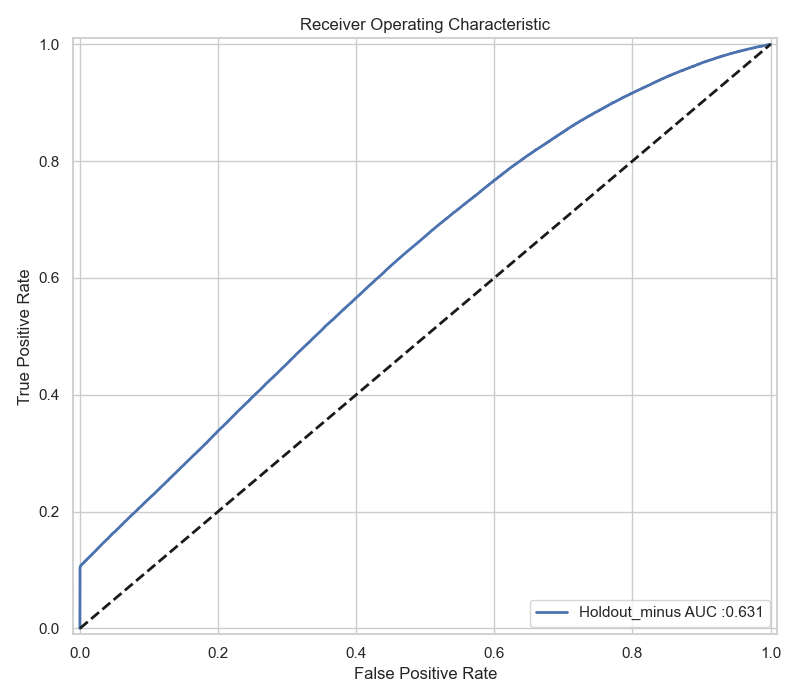 Receiver Operating Characteristic
1.0
0.8
0.6
0.4
0.2
0.0
True Positive Rate
Holdout_minus AUC :0.631
0.0 0.2 0.4 0.6 0.8 1.0
False Positive Rate